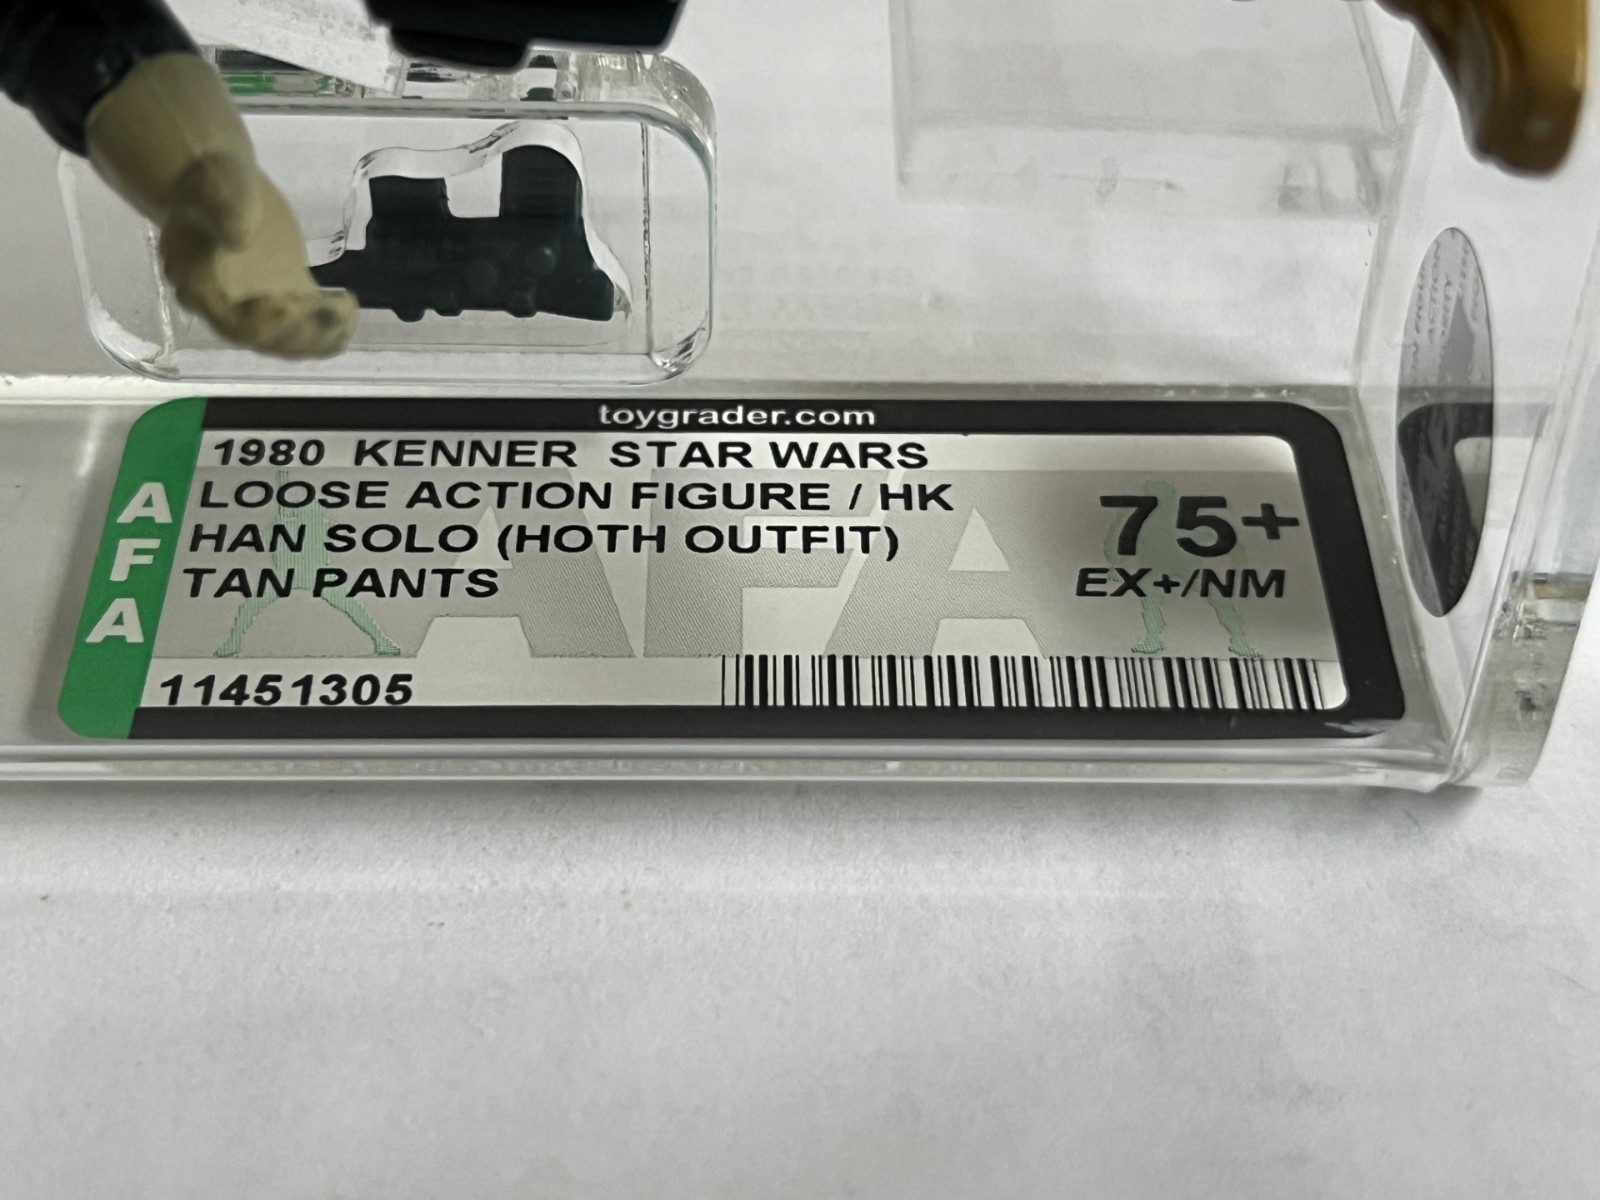 toygrader.com
1980 KENNER STAR WARS
LOOSE ACTION FIGURE / HK
HAN SOLO (HOTH OUTFIT)
TAN PANTS
75+
EX+/NM
AFA
AFA
11451305